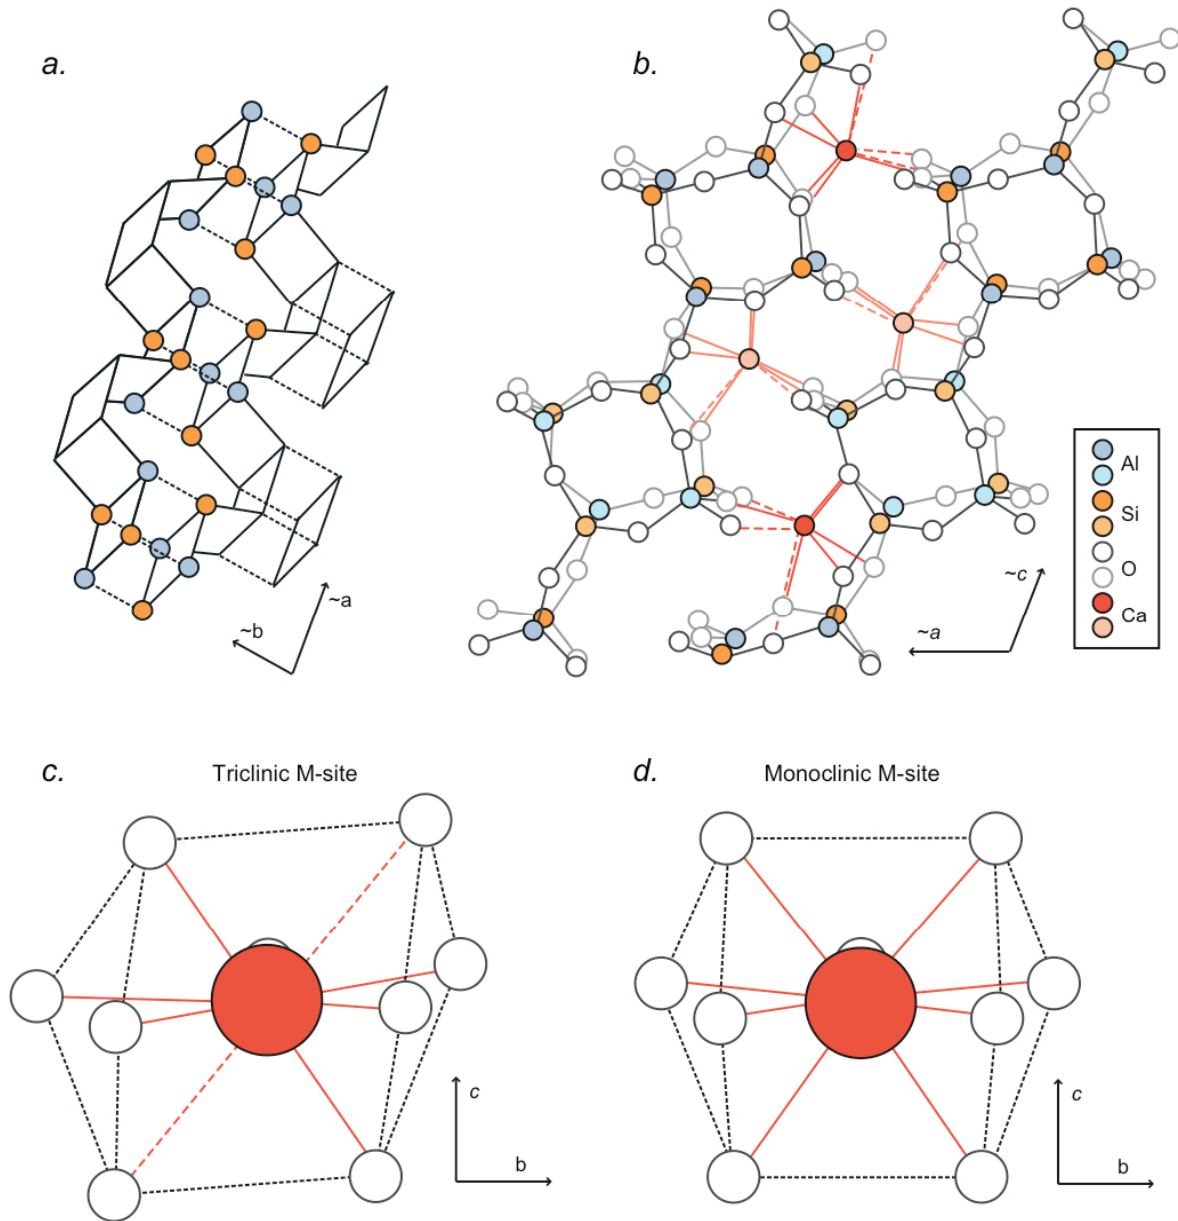 a.
b.
~a
~b
Al
Si
O
Ca
~c
~a
c.
Triclinic M-site
d.
Monoclinic M-site
c
b
c
b